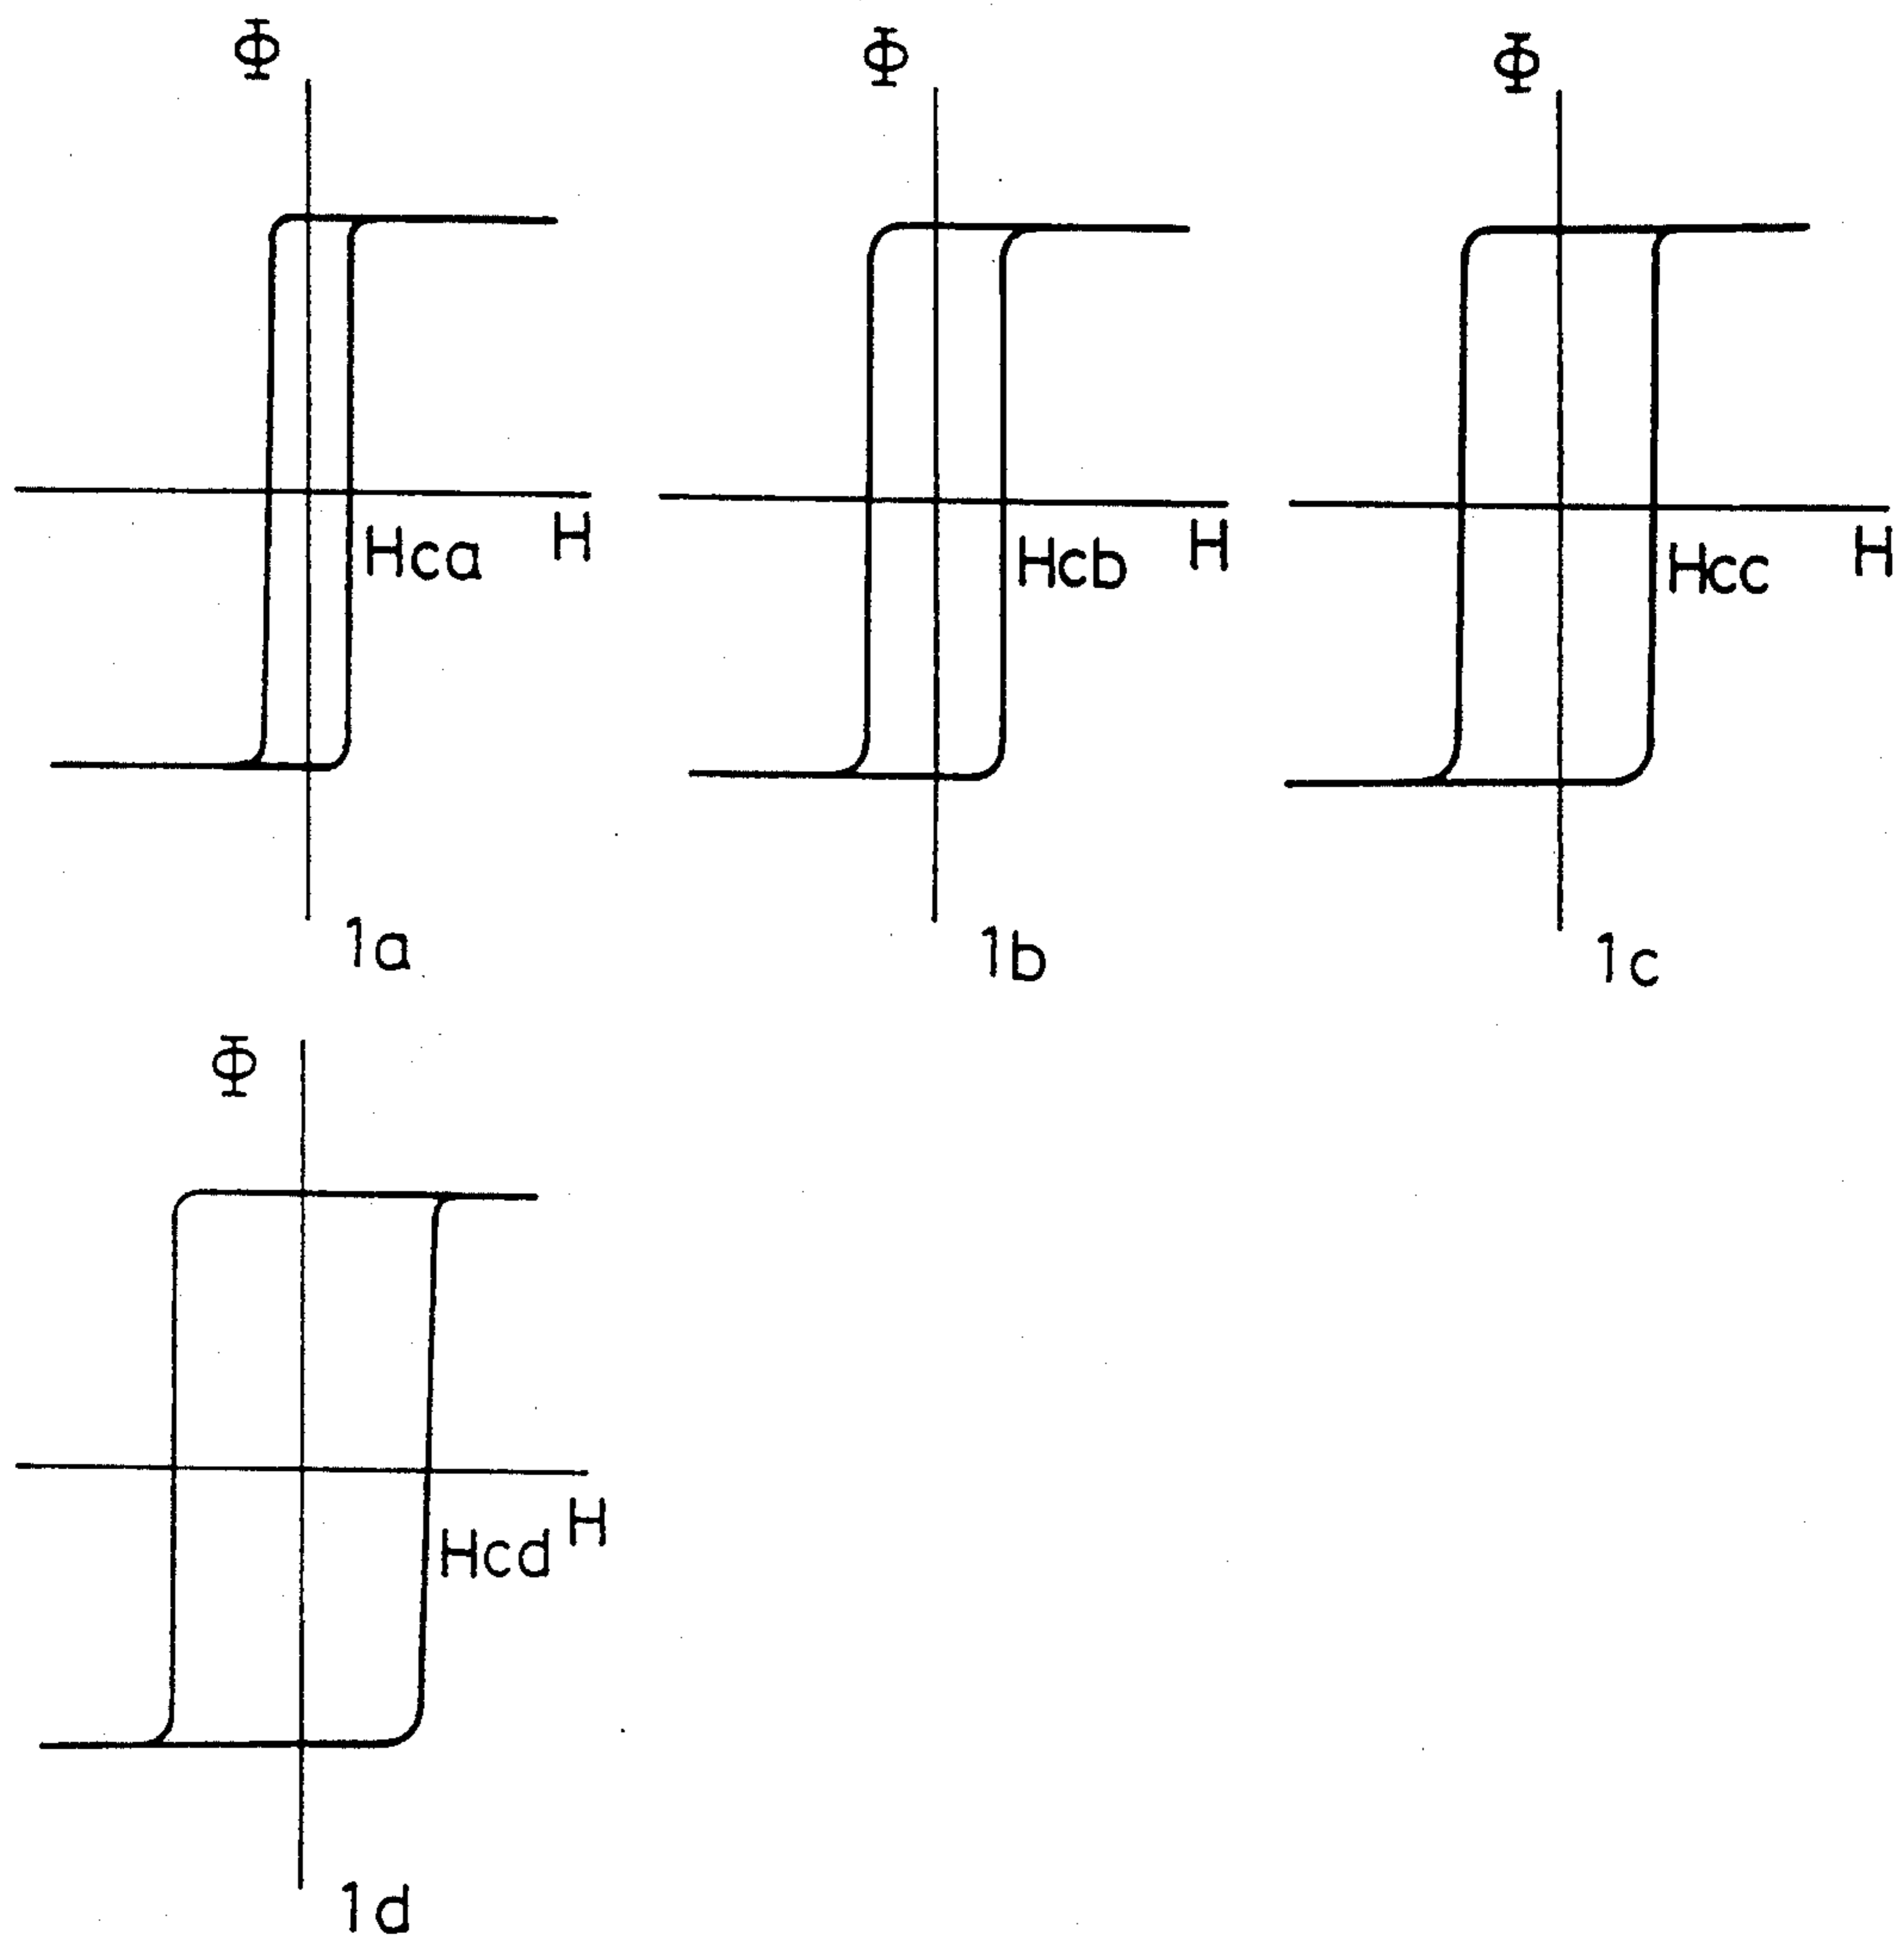 Φ Φ Φ
Hca H Hcb H Hcc H
1a 1b 1c
Φ
Hcd H
1d